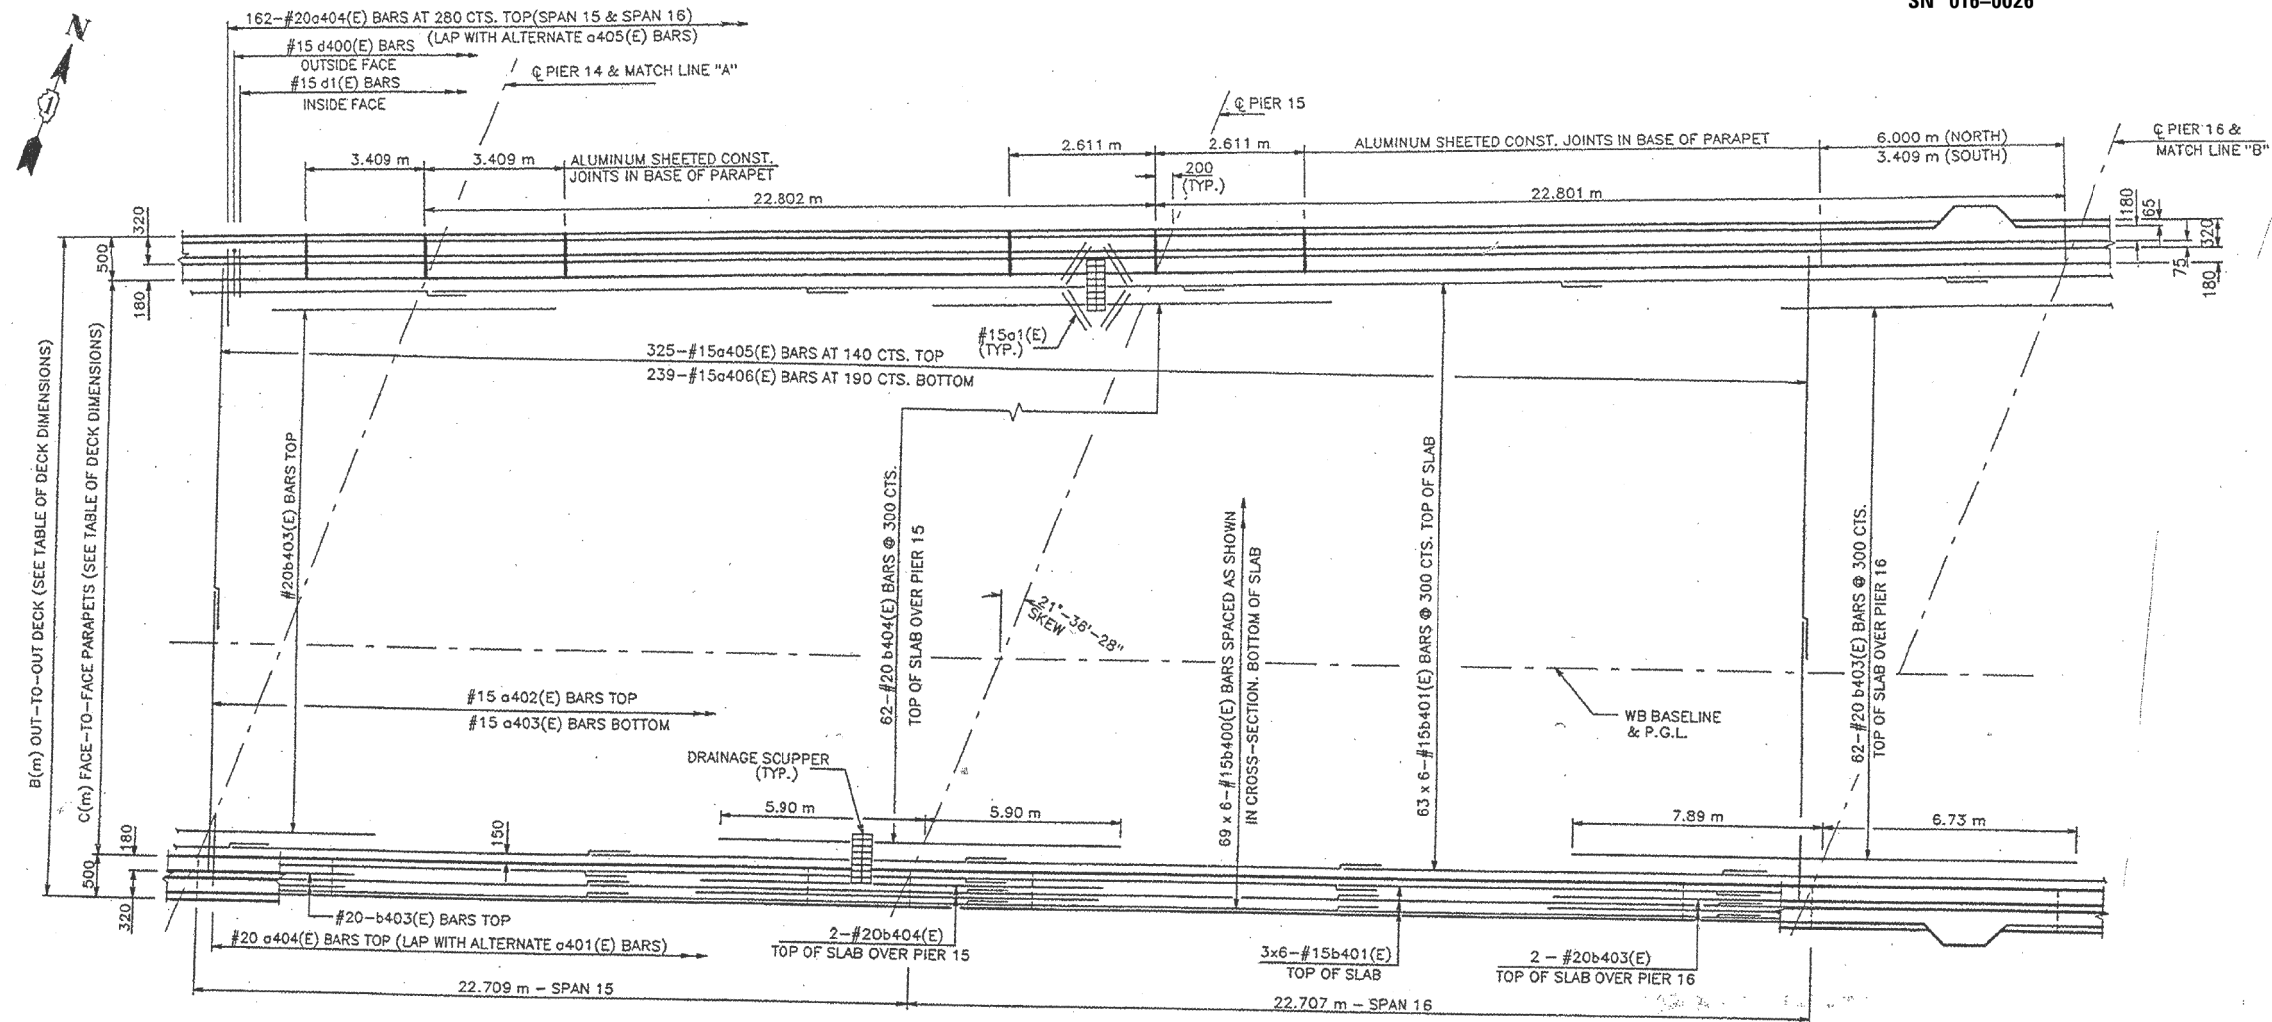 SN 016-0026
N
1
162-#20a404(E) BARS AT 280 CTS. TOP(SPAN 15 & SPAN 16)
(LAP WITH ALTERNATE a405(E) BARS)
#15 d400(E) BARS
OUTSIDE FACE
#15 d1(E) BARS
INSIDE FACE
℄ PIER 14 & MATCH LINE "A"
℄ PIER 15
℄ PIER 16 &
MATCH LINE "B"
3.409 m
3.409 m
ALUMINUM SHEETED CONST.
JOINTS IN BASE OF PARAPET
2.611 m
2.611 m
ALUMINUM SHEETED CONST. JOINTS IN BASE OF PARAPET
6.000 m (NORTH)
3.409 m (SOUTH)
200
(TYP.)
22.802 m
22.801 m
320
500
180
180
65
320
75
180
#15a1(E)
(TYP.)
325-#15a405(E) BARS AT 140 CTS. TOP
239-#15a406(E) BARS AT 190 CTS. BOTTOM
B(m) OUT-TO-OUT DECK (SEE TABLE OF DECK DIMENSIONS)
C(m) FACE-TO-FACE PARAPETS (SEE TABLE OF DECK DIMENSIONS)
#20b403(E) BARS TOP
62-#20 b404(E) BARS @ 300 CTS.
TOP OF SLAB OVER PIER 15
69 x 6-#15b400(E) BARS SPACED AS SHOWN
IN CROSS-SECTION. BOTTOM OF SLAB
63 x 6-#15b401(E) BARS @ 300 CTS. TOP OF SLAB
62-#20 b403(E) BARS @ 300 CTS.
TOP OF SLAB OVER PIER 16
21°-36'-28"
SKEW
#15 a402(E) BARS TOP
#15 a403(E) BARS BOTTOM
WB BASELINE
& P.G.L.
DRAINAGE SCUPPER
(TYP.)
5.90 m
5.90 m
7.89 m
6.73 m
180
150
500
320
#20-b403(E) BARS TOP
#20 a404(E) BARS TOP (LAP WITH ALTERNATE a401(E) BARS)
2-#20b404(E)
TOP OF SLAB OVER PIER 15
3x6-#15b401(E)
TOP OF SLAB
2 - #20b403(E)
TOP OF SLAB OVER PIER 16
22.709 m - SPAN 15
22.707 m - SPAN 16